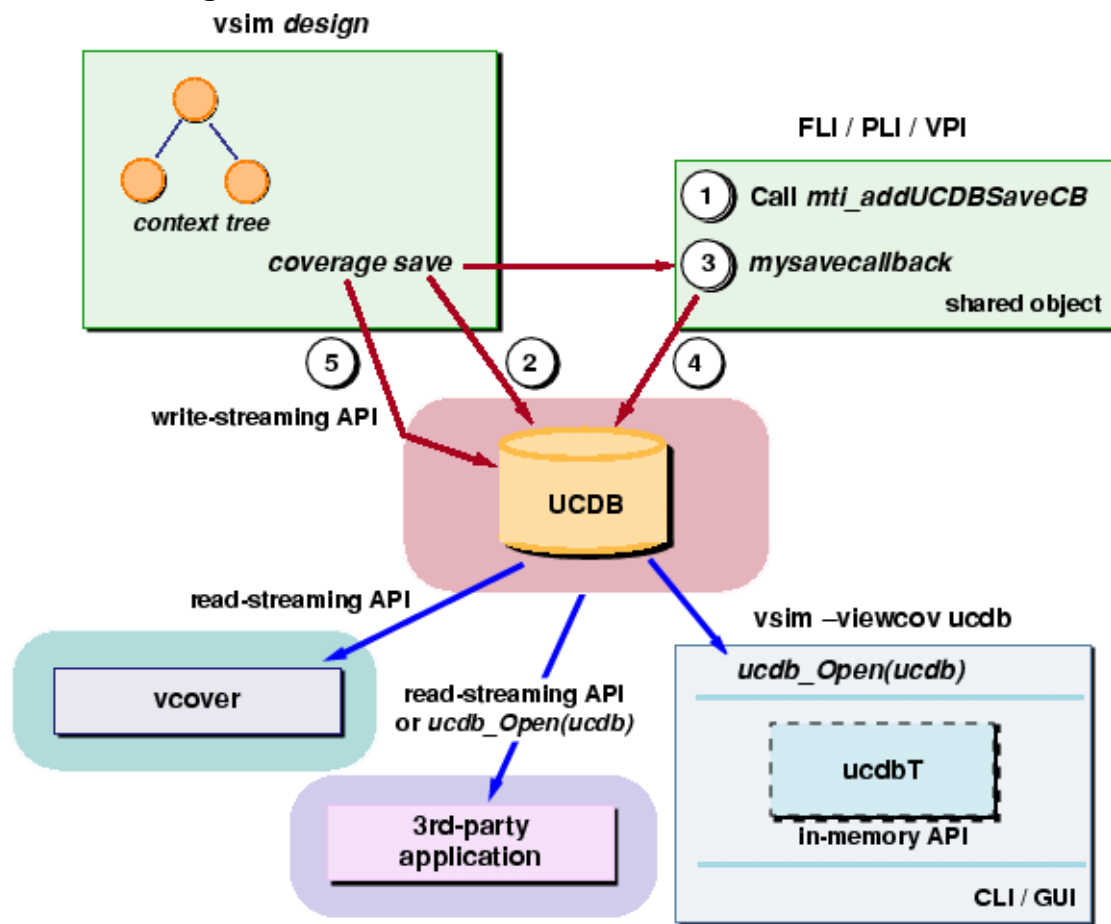 vsim design
context tree
coverage save
FLI / PLI / VPI
1 Call mti_addUCDBSaveCB
3 mysavecallback
shared object
5
2
4
write-streaming API
UCDB
read-streaming API
vcover
read-streaming API
or ucdb_Open(ucdb)
3rd-party
application
vsim –viewcov ucdb
ucdb_Open(ucdb)
ucdbT
in-memory API
CLI / GUI